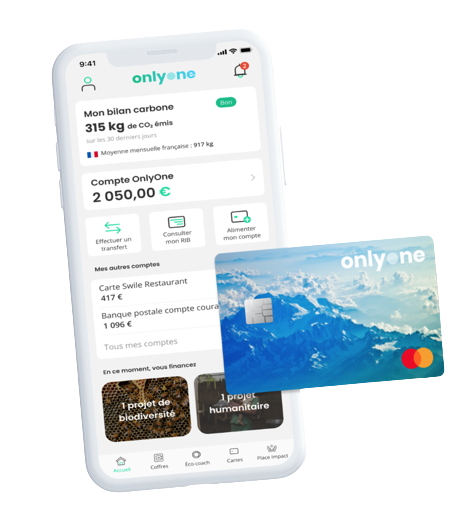 9:41
onlyone
2
Mon bilan carbone
Bon
315 kg de CO₂ émis
sur les 30 derniers jours
Moyenne mensuelle française : 917 kg
Compte OnlyOne
2 050,00 €
Effectuer un
transfert
Consulter
mon RIB
Alimenter
mon compte
Mes autres comptes
Carte Swile Restaurant
417 €
Banque postale compte coura
1 096 €
Tous mes comptes
En ce moment, vous financez
1 projet de
biodiversité
1 projet
humanitaire
Accueil
Coffres
Éco-coach
Cartes
Place Impact
onlyone